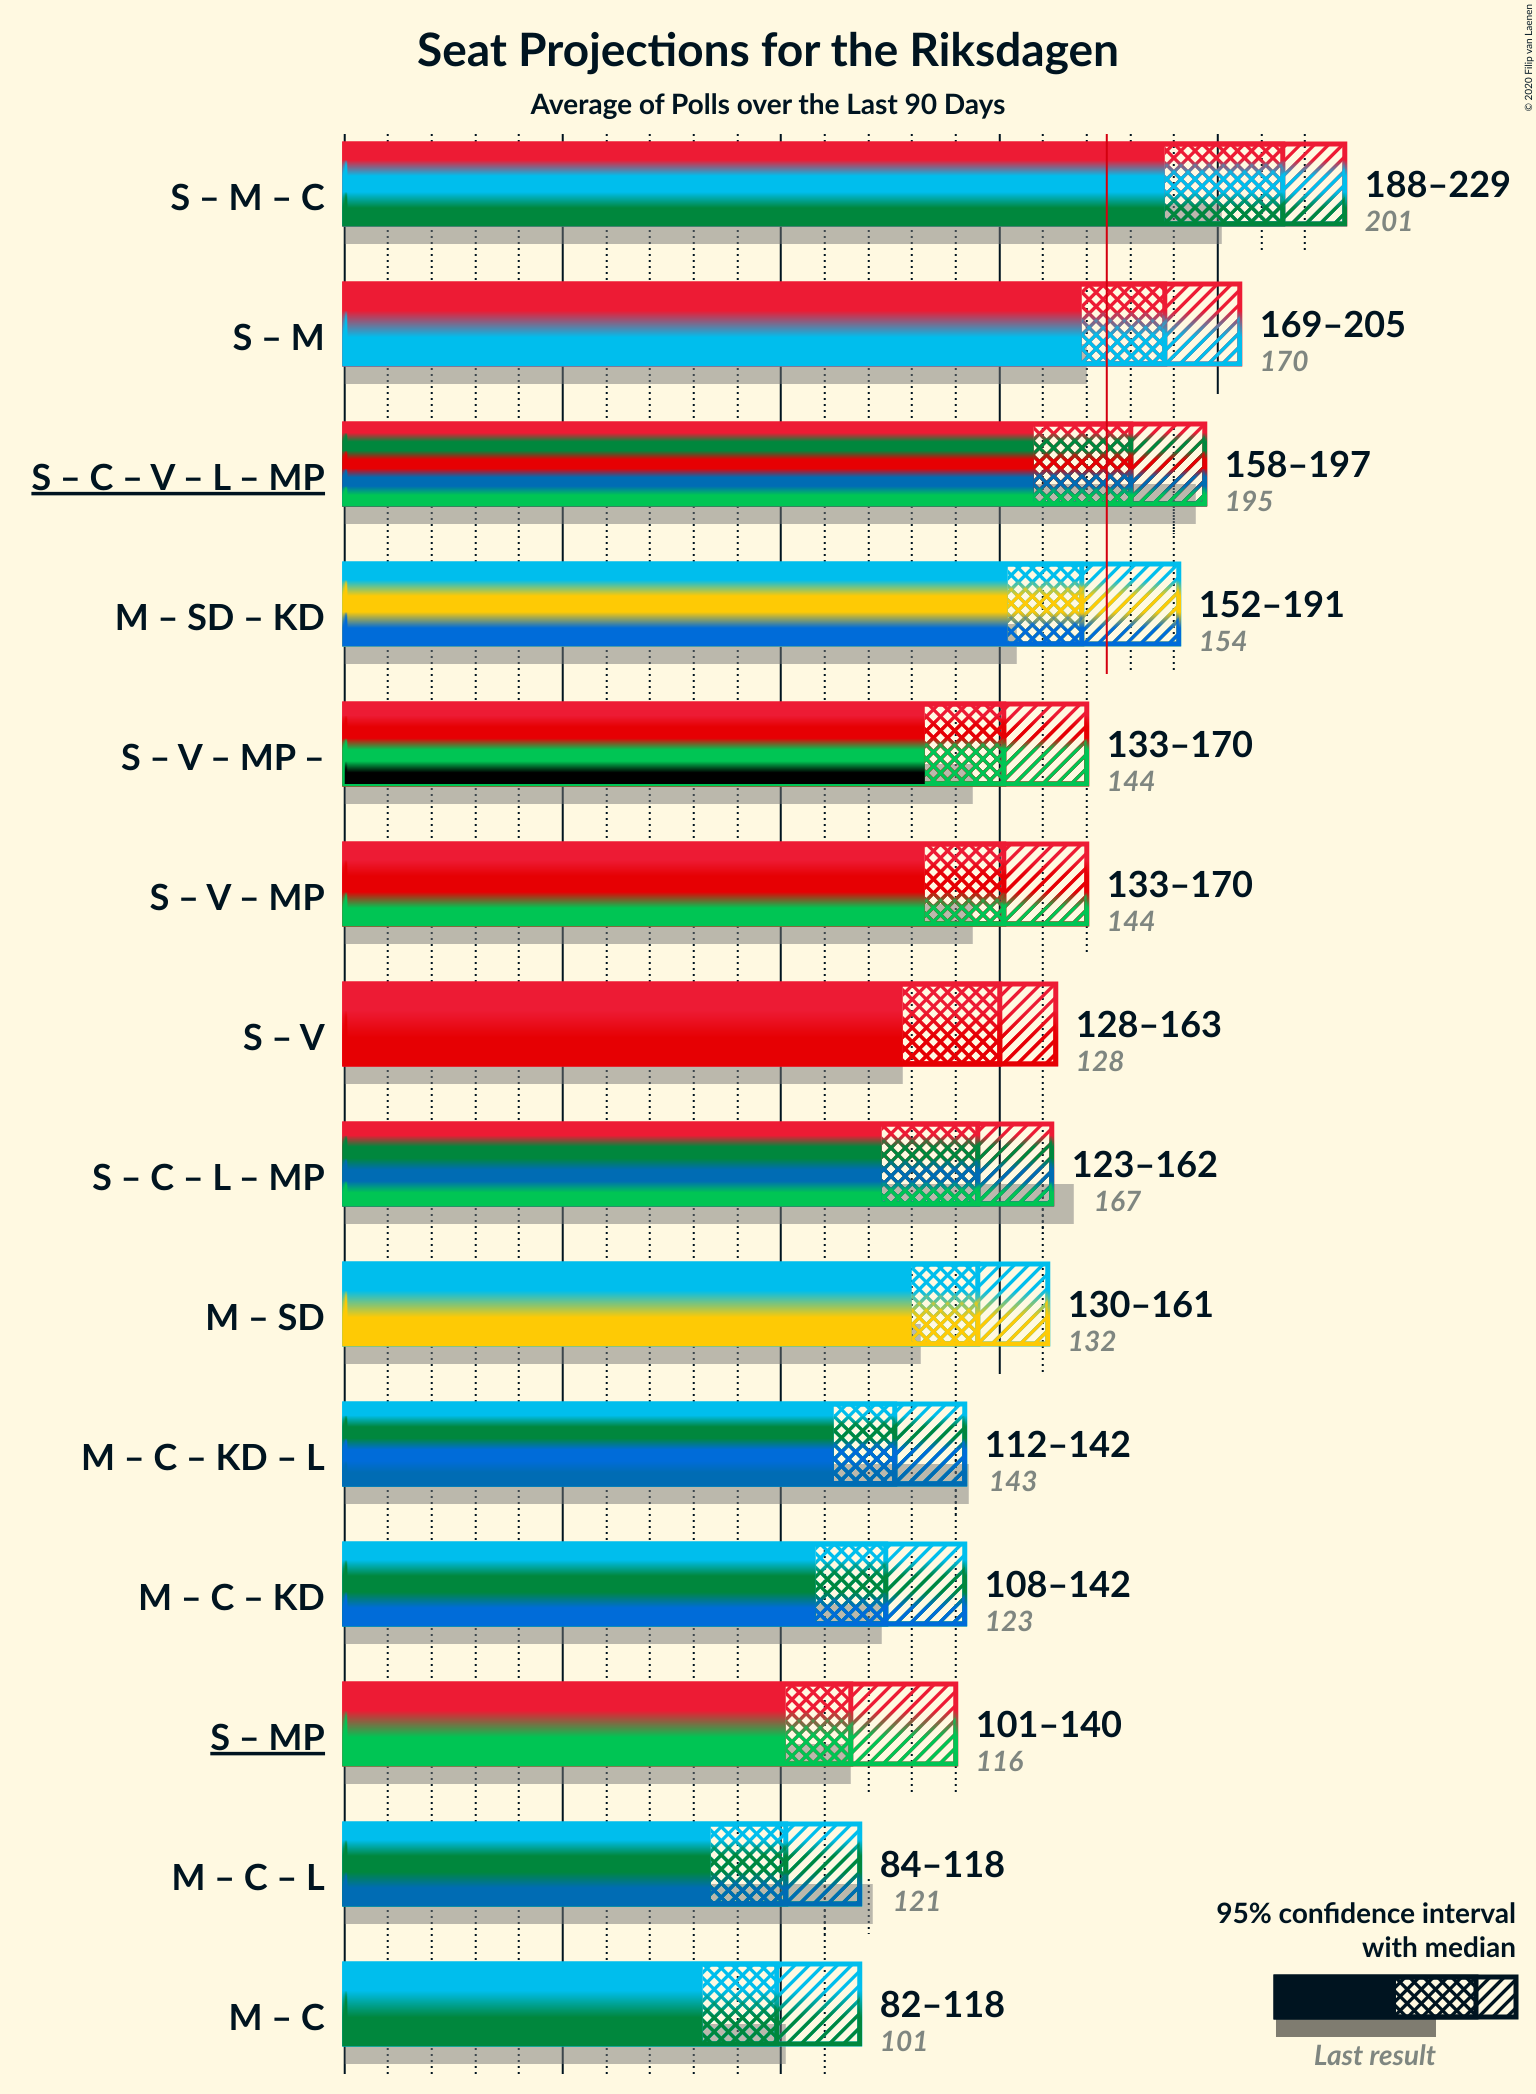 Seat Projections for the Riksdagen
Average of Polls over the Last 90 Days
© 2020 Filip van Laenen
S – M – C
188–229
201
S – M
169–205
170
S – C – V – L – MP
158–197
195
M – SD – KD
152–191
154
S – V – MP –
133–170
144
S – V – MP
133–170
144
S – V
128–163
128
S – C – L – MP
123–162
167
M – SD
130–161
132
M – C – KD – L
112–142
143
M – C – KD
108–142
123
S – MP
101–140
116
M – C – L
84–118
121
M – C
82–118
101
95% confidence interval
with median
Last result